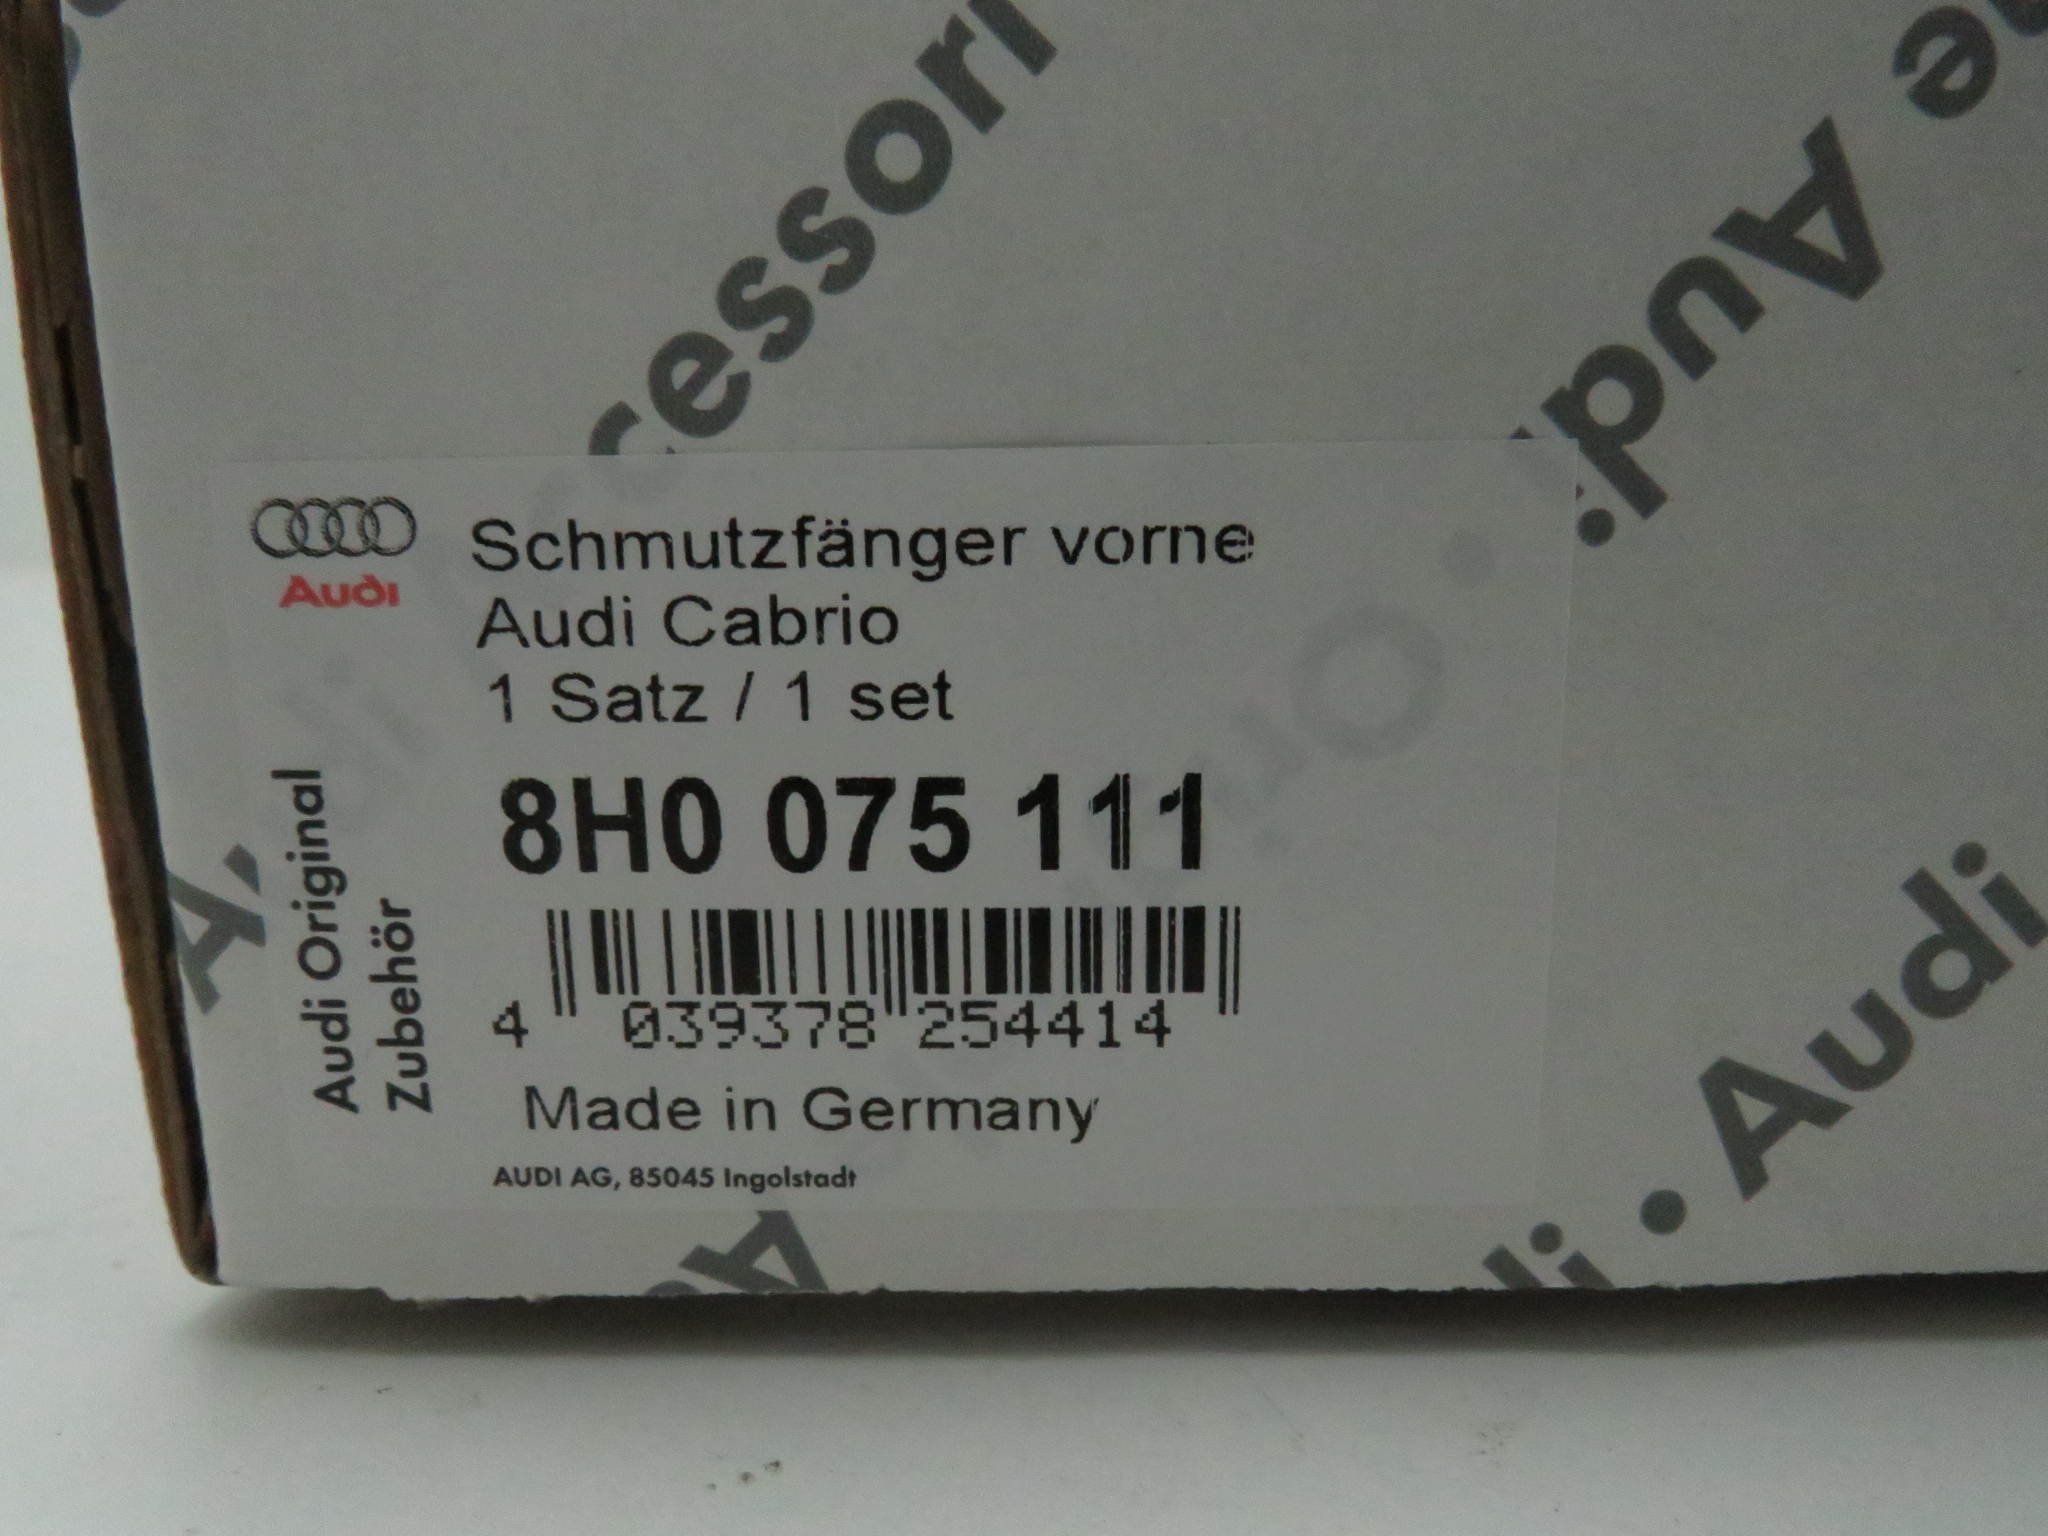 Audi
Schmutzfänger vorne
Audi Cabrio
1 Satz / 1 set
8H0 075 111
4 039378 254414
Made in Germany
AUDI AG, 85045 Ingolstadt
Audi Original
Zubehör
Audi.
• Audi